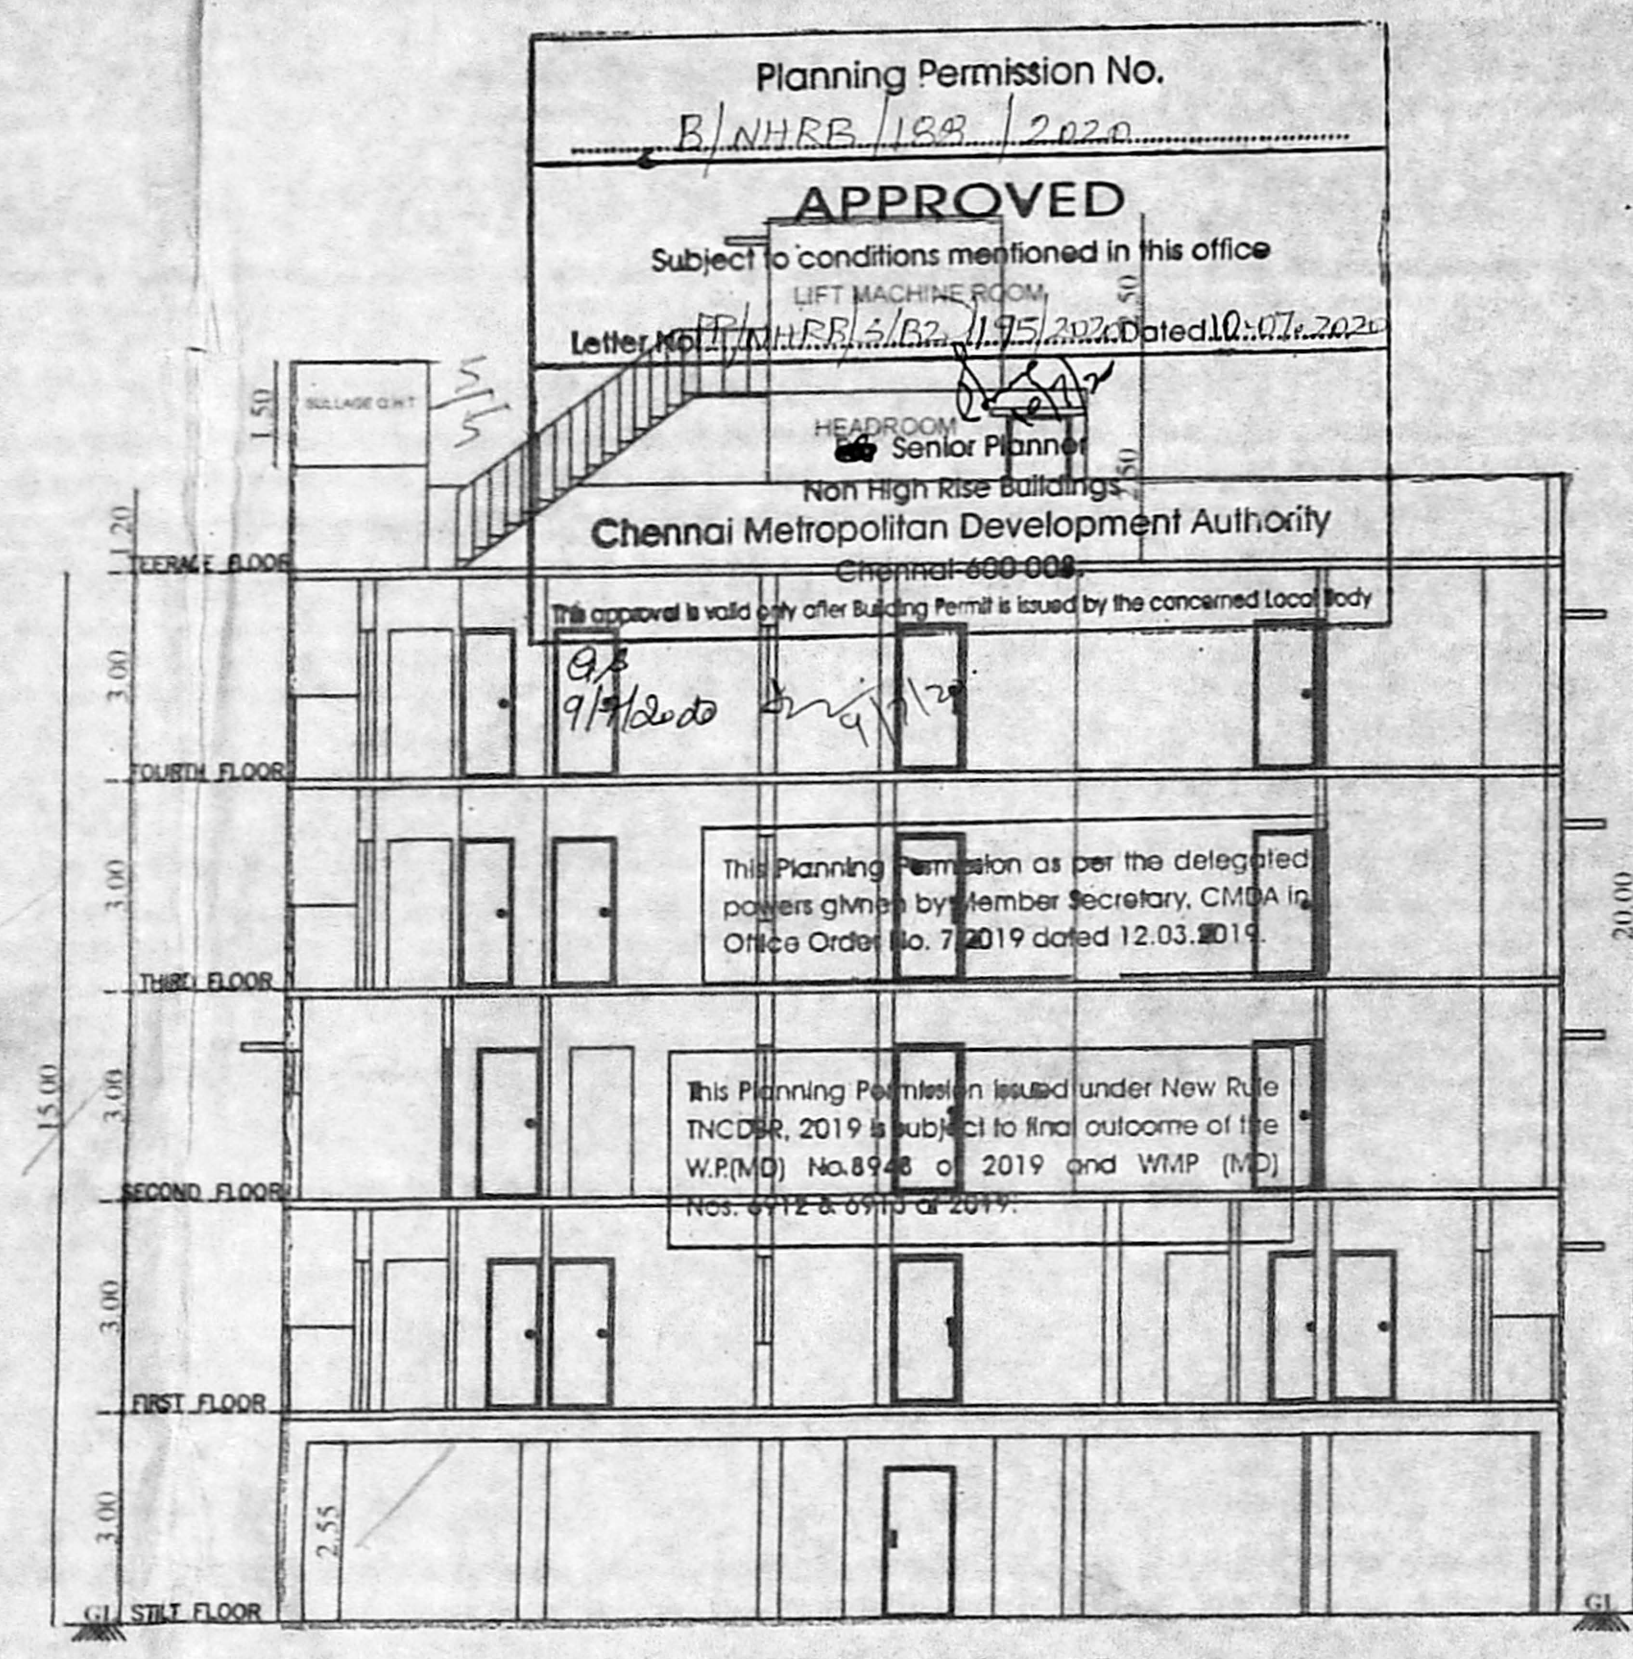 Planning Permission No.
B/NHRB/188/2020
APPROVED
Subject to conditions mentioned in this office
LIFT MACHINE ROOM
Letter No. PP/NHRB/S/B2/195/2020 Dated 10.07.2020
SULLAGE O.H.T
HEADROOM
Senior Planner
Non High Rise Buildings
Chennai Metropolitan Development Authority
Chennai-600 008.
This approval is valid only after Building Permit is issued by the concerned Local Body
1.50
1.20
TEERACE FLOOR
9/7/2020
9/7/20
3.00
FOURTH FLOOR
This Planning Permission as per the delegated
powers givnen by Member Secretary, CMDA in
Office Order No. 7/2019 dated 12.03.2019.
3.00
20.00
THIRD FLOOR
This Planning Permission issued under New Rule
TNCDBR, 2019 is subject to final outcome of the
W.P.(MD) No.8948 of 2019 and WMP (MD)
Nos. 6912 & 6913 of 2019.
15.00
3.00
SECOND FLOOR
3.00
FIRST FLOOR
3.00
2.55
GL STILT FLOOR
GL